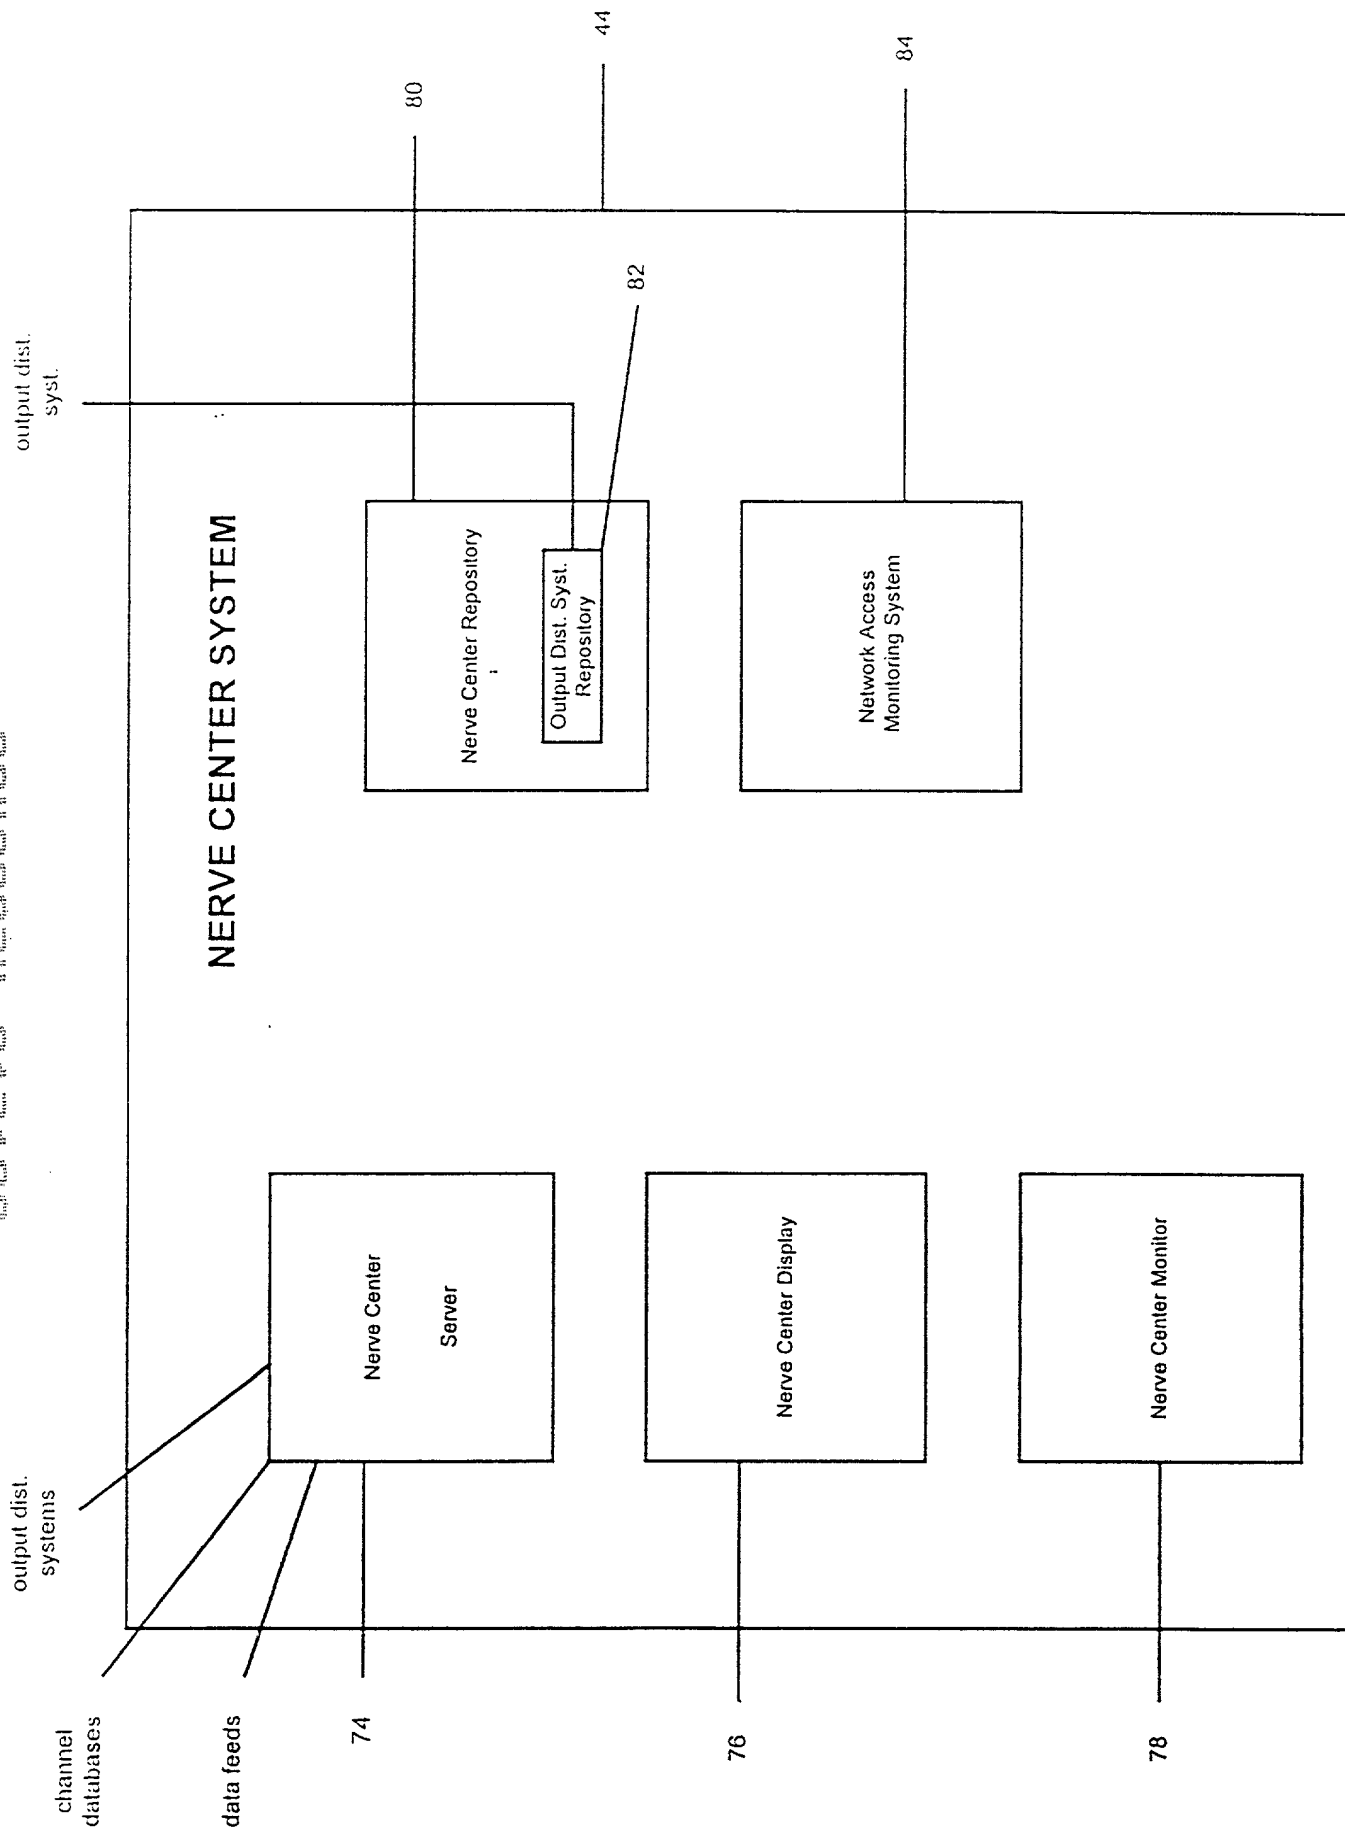 NERVE CENTER SYSTEM
output dist.
systems
channel
databases
data feeds
74
Nerve Center
Server
76
Nerve Center Display
78
Nerve Center Monitor
output dist.
syst.
80
Nerve Center Repository
Output Dist. Syst.
Repository
82
44
Network Access
Monitoring System
84